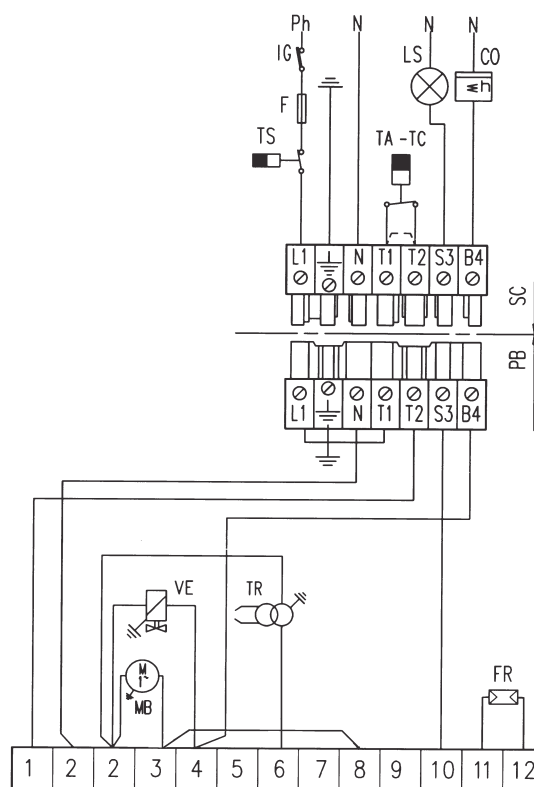 Ph N N N
IG LS CO
Wh
F
TS TA -TC
L1 N T1 T2 S3 B4
SC
PB
L1 N T1 T2 S3 B4
VE TR
M
1~
MB FR
1 2 2 3 4 5 6 7 8 9 10 11 12